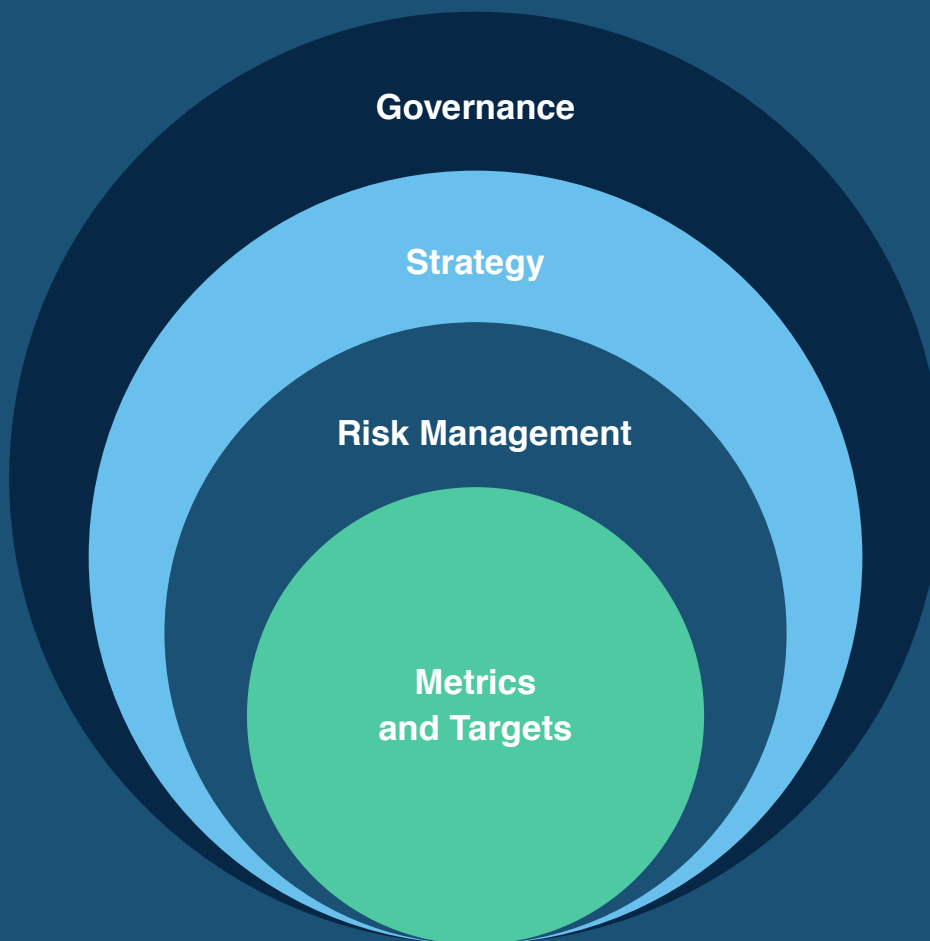 Governance
Strategy
Risk Management
Metrics
and Targets